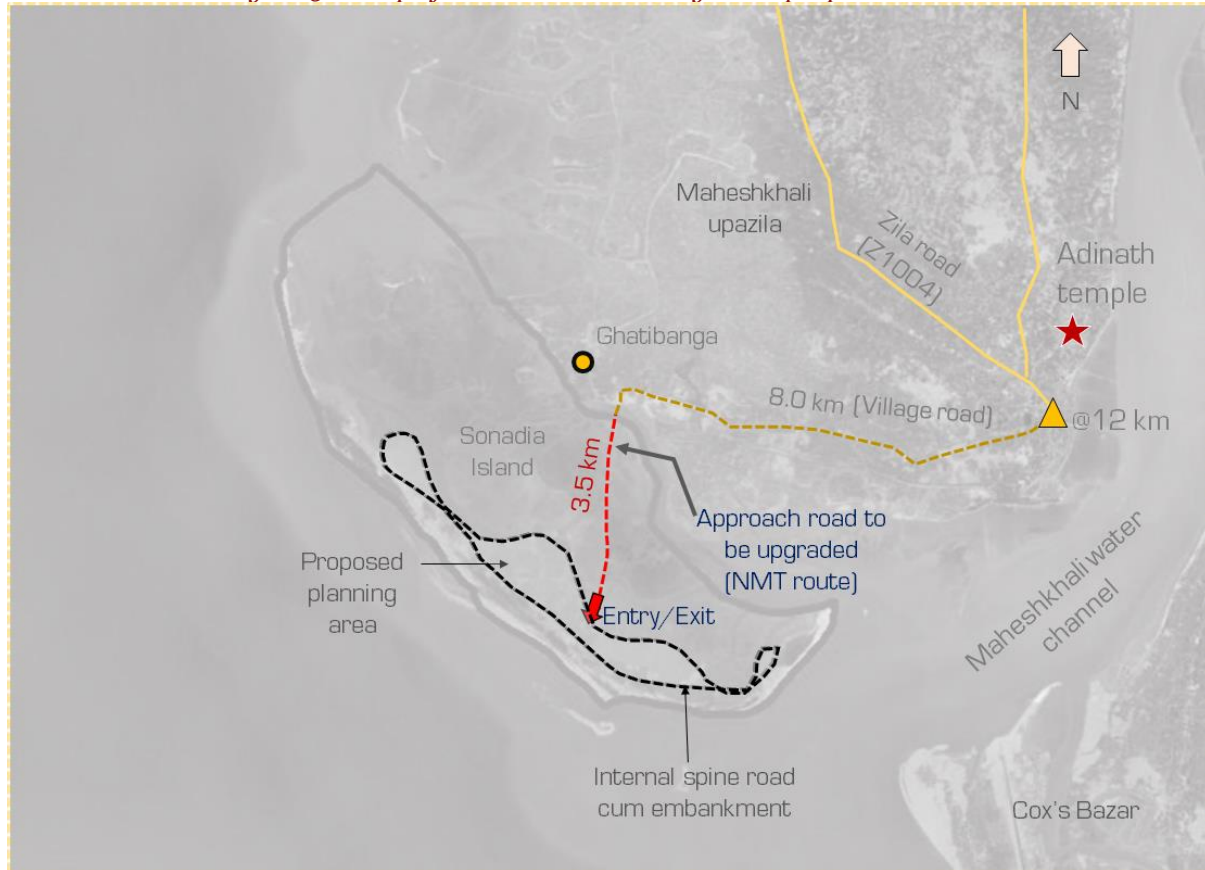 N
Maheshkhali
upazila
Zila road
(Z1004)
Adinath
temple
Ghatibanga
8.0 km (Village road)
@12 km
Sonadia
Island
3.5 km
Approach road to
be upgraded
(NMT route)
Proposed
planning
area
Entry/Exit
Maheshkhali water
channel
Internal spine road
cum embankment
Cox's Bazar